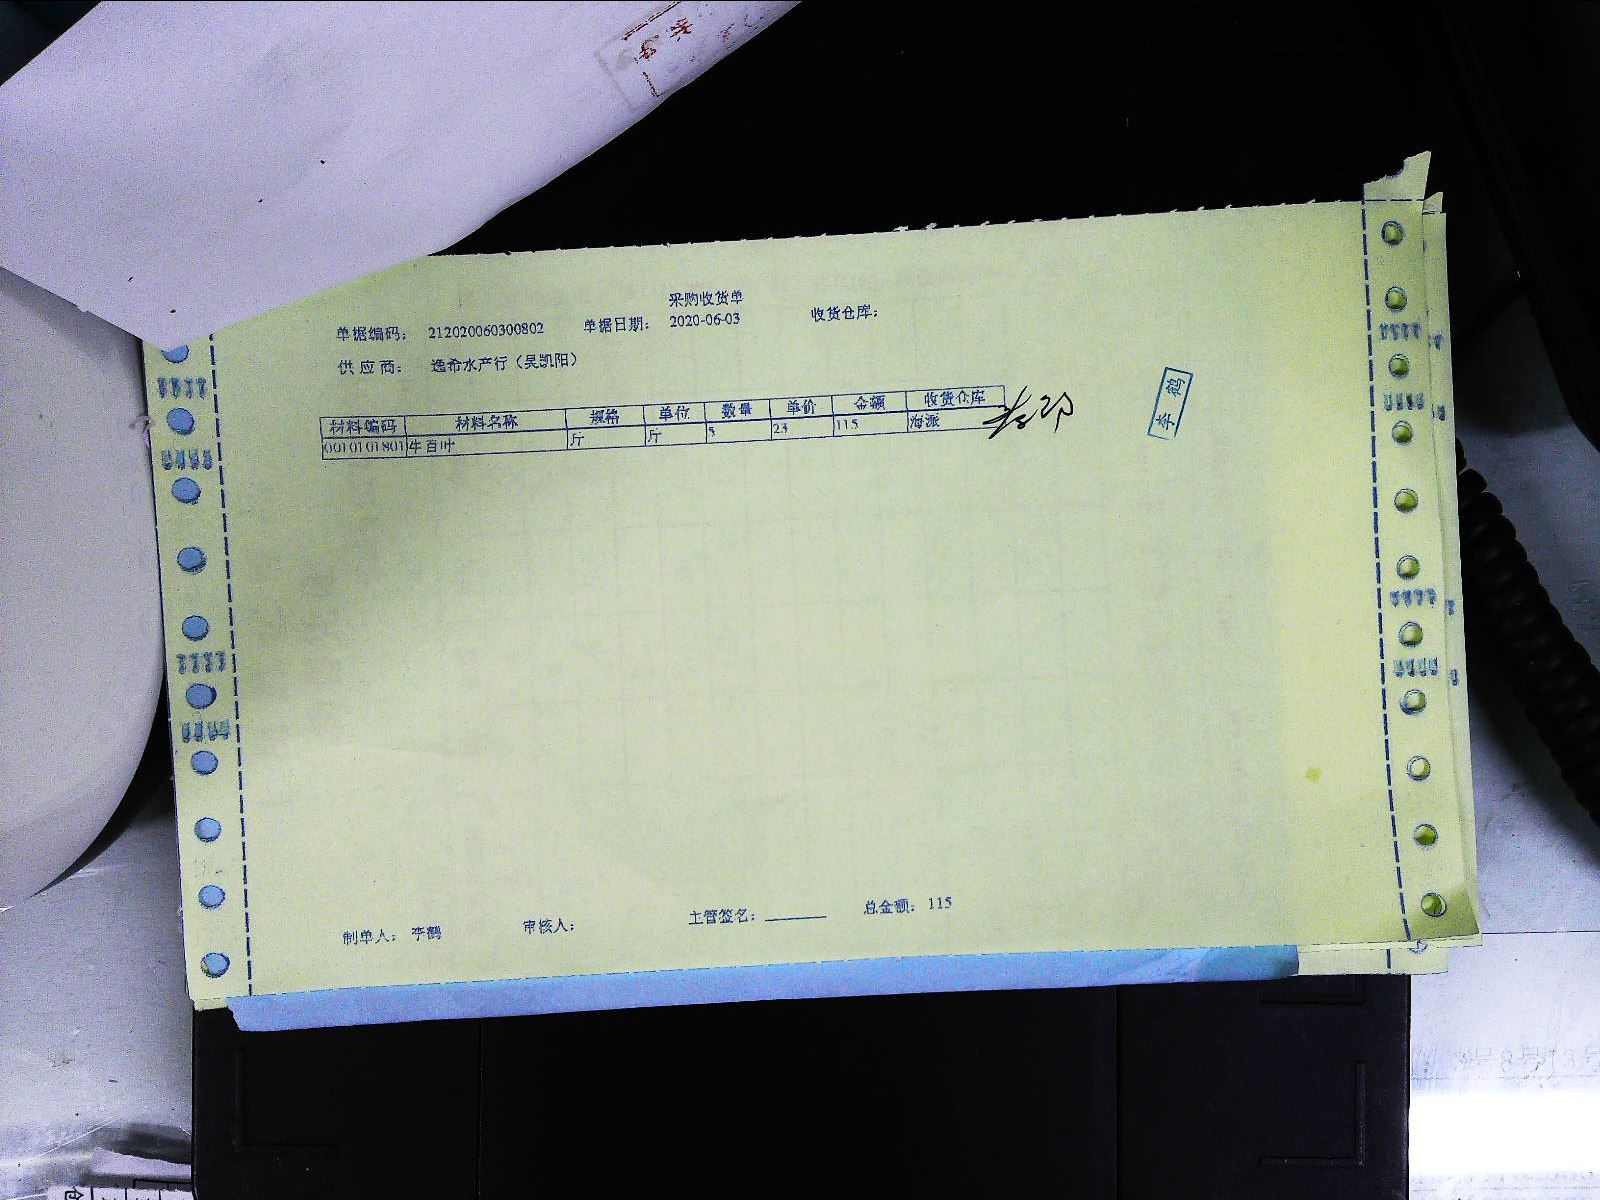 采购收货单
单据编码： 212020060300802 单据日期： 2020-06-03 收货仓库：
供 应 商： 逸希水产行（吴凯阳）
材料编码 材料名称 规格 单位 数量 单价 金额 收货仓库
0010101801 牛百叶 斤 斤 5 23 115 海派
李鹤
制单人： 李鹤 审核人： 主管签名： 总金额： 115